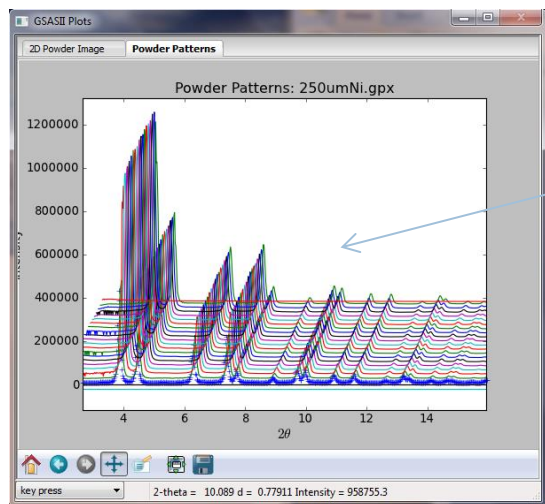 GSASII Plots
2D Powder Image Powder Patterns
Powder Patterns: 250umNi.gpx
1200000
1000000
800000
600000
400000
200000
0
4 6 8 10 12 14
2θ
key press 2-theta = 10.089 d = 0.77911 Intensity = 958755.3